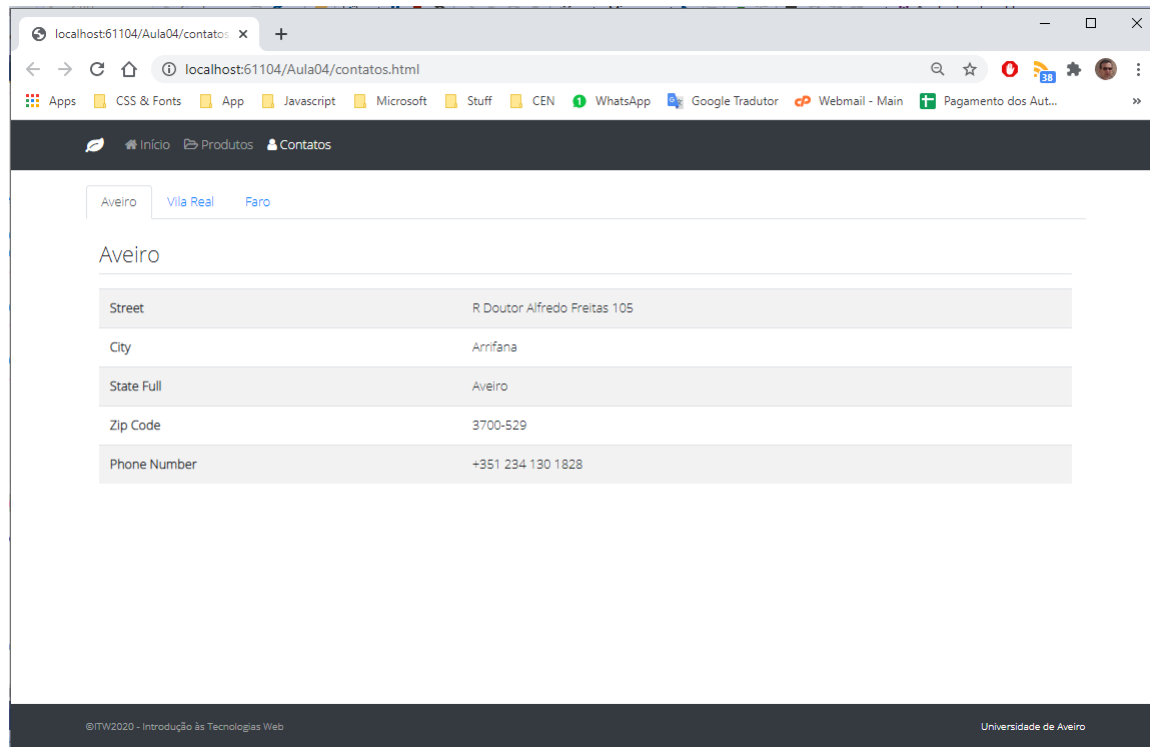 localhost:61104/Aula04/contatos
localhost:61104/Aula04/contatos.html
38
Apps CSS & Fonts App Javascript Microsoft Stuff CEN 1 WhatsApp Google Tradutor cP Webmail - Main Pagamento dos Aut... »
Início Produtos Contatos
Aveiro Vila Real Faro
Aveiro
Street R Doutor Alfredo Freitas 105
City Arrifana
State Full Aveiro
Zip Code 3700-529
Phone Number +351 234 130 1828
©ITW2020 - Introdução às Tecnologias Web Universidade de Aveiro